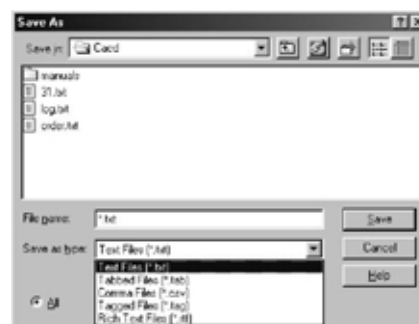 Save As
Save in: Caed
manuals
31.txt
log.txt
order.txt
File name: *.txt Save
Save as type: Text Files (*.txt) Cancel
Text Files (*.txt) Help
Tabbed Files (*.tab)
Comma Files (*.csv)
Tagged Files (*.tag)
All
Rich Text Files (*.rtf)